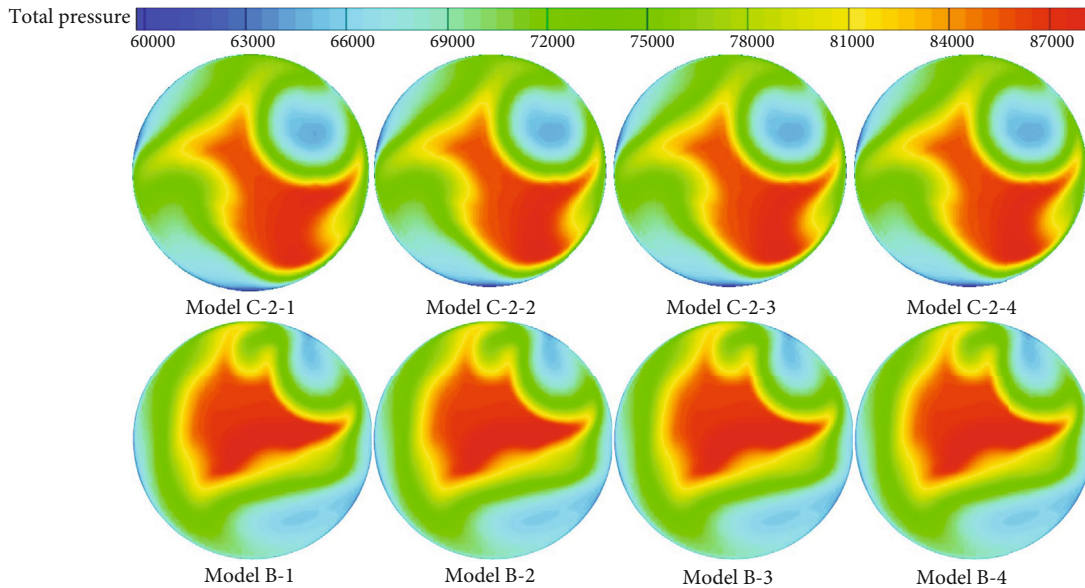 Total pressure
60000 63000 66000 69000 72000 75000 78000 81000 84000 87000
Model C-2-1 Model C-2-2 Model C-2-3 Model C-2-4
Model B-1 Model B-2 Model B-3 Model B-4